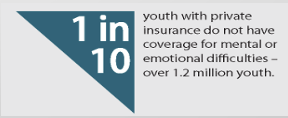 1 in
10
youth with private
insurance do not have
coverage for mental or
emotional difficulties –
over 1.2 million youth.